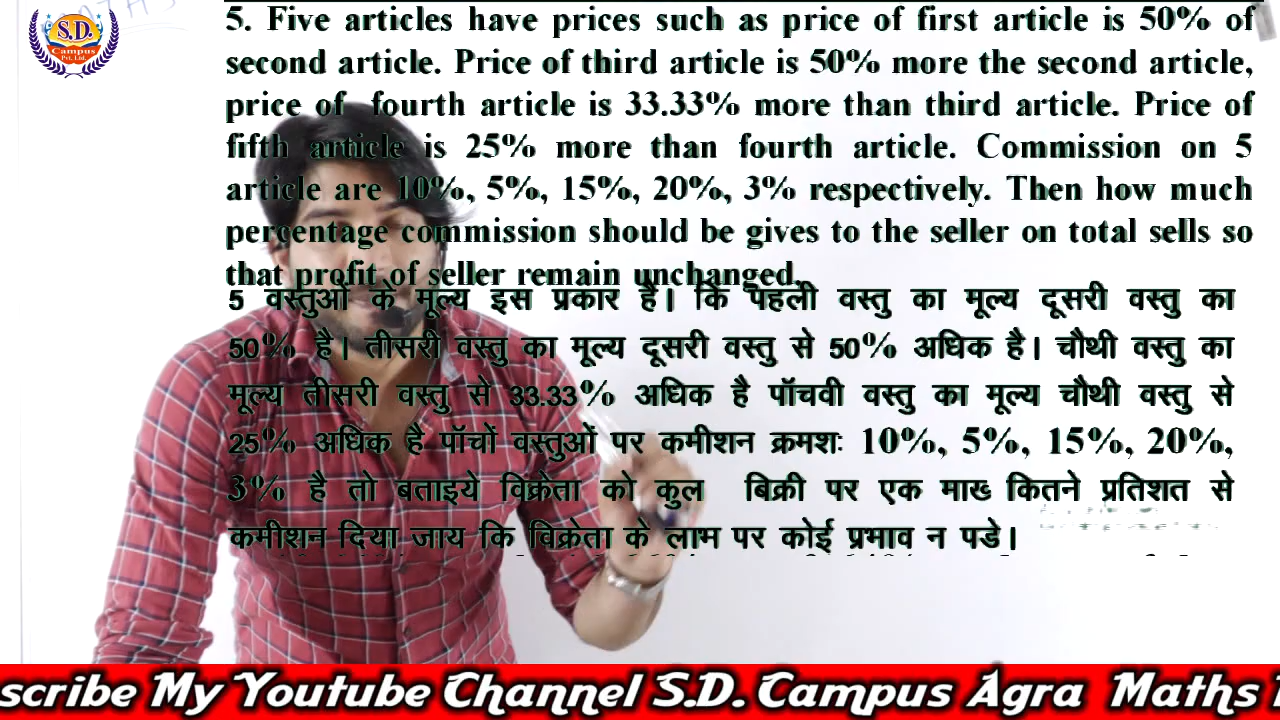 S.D.
Campus
Pvt. Ltd.
5. Five articles have prices such as price of first article is 50% of
second article. Price of third article is 50% more the second article,
price of fourth article is 33.33% more than third article. Price of
fifth article is 25% more than fourth article. Commission on 5
article are 10%, 5%, 15%, 20%, 3% respectively. Then how much
percentage commission should be gives to the seller on total sells so
that profit of seller remain unchanged.
5 वस्तुओं के मूल्य इस प्रकार हैं। कि पहली वस्तु का मूल्य दूसरी वस्तु का
50% है। तीसरी वस्तु का मूल्य दूसरी वस्तु से 50% अधिक है। चौथी वस्तु का
मूल्य तीसरी वस्तु से 33.33% अधिक है पॉचवी वस्तु का मूल्य चौथी वस्तु से
25% अधिक है पॉचों वस्तुओं पर कमीशन क्रमशः 10%, 5%, 15%, 20%,
3% है तो बताइये विक्रेता को कुल बिक्री पर एक माख्‍ कितने प्रतिशत से
कमीशन दिया जाय कि विक्रेता के लाभ पर कोई प्रभाव न पडे।
scribe My Youtube Channel S.D. Campus Agra Maths